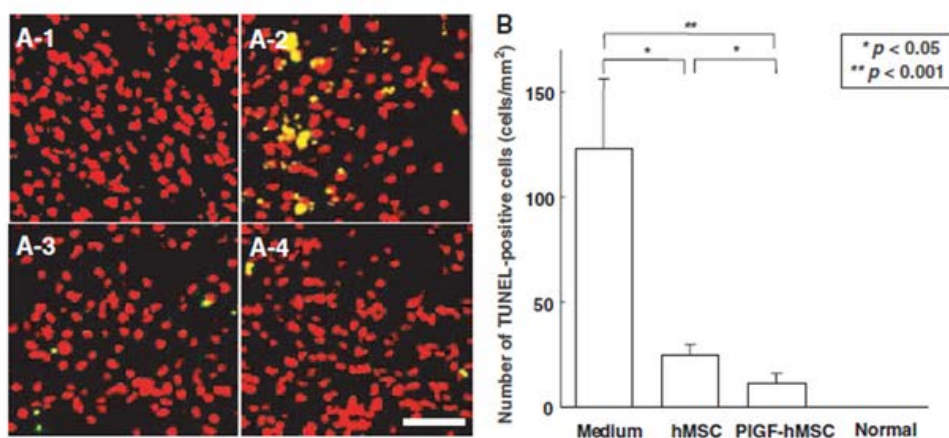 A-1
A-2
A-3
A-4
B
**
*
*
* p < 0.05
** p < 0.001
Number of TUNEL-positive cells (cells/mm²)
150
100
50
0
Medium hMSC PlGF-hMSC Normal